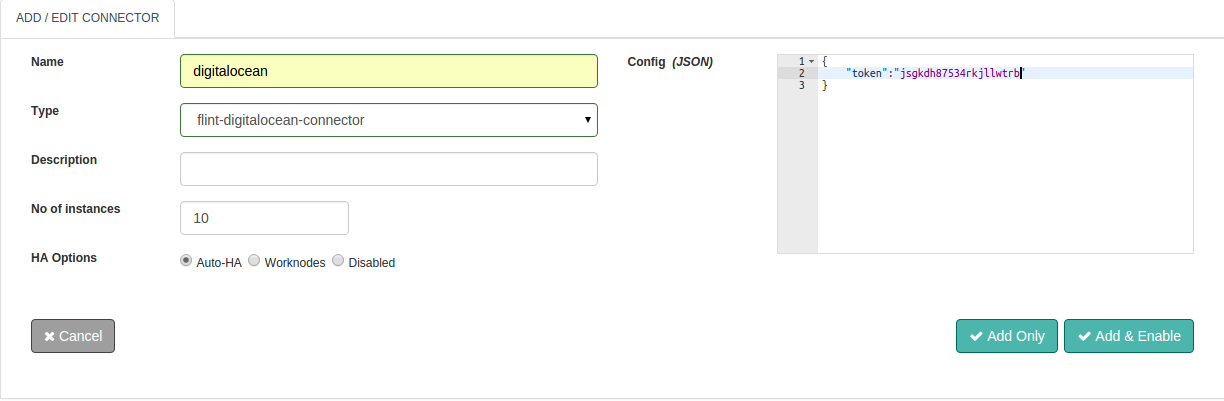 ADD / EDIT CONNECTOR
Name
digitalocean
Type
flint-digitalocean-connector
Description
No of instances
10
HA Options
Auto-HA Worknodes Disabled
Config (JSON)
1 {
2 "token":"jsgkdh87534rkjllwtrb"
3 }
Cancel
Add Only
Add & Enable